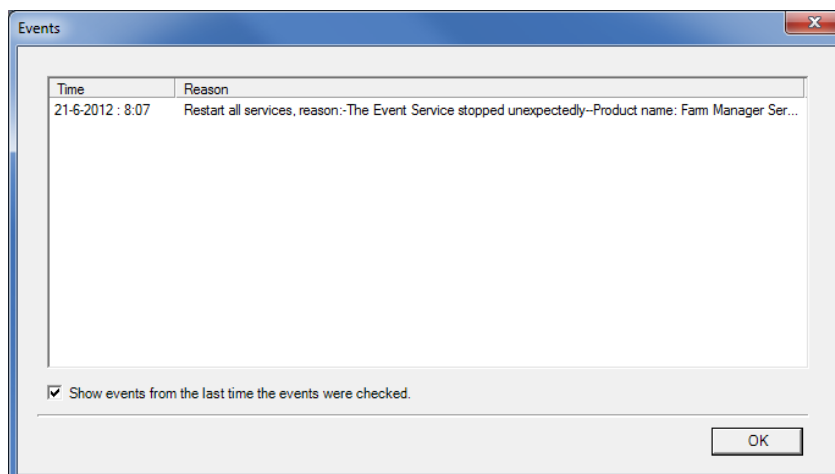 Events
Time Reason
21-6-2012 : 8:07 Restart all services, reason:-The Event Service stopped unexpectedly--Product name: Farm Manager Ser...
Show events from the last time the events were checked.
OK